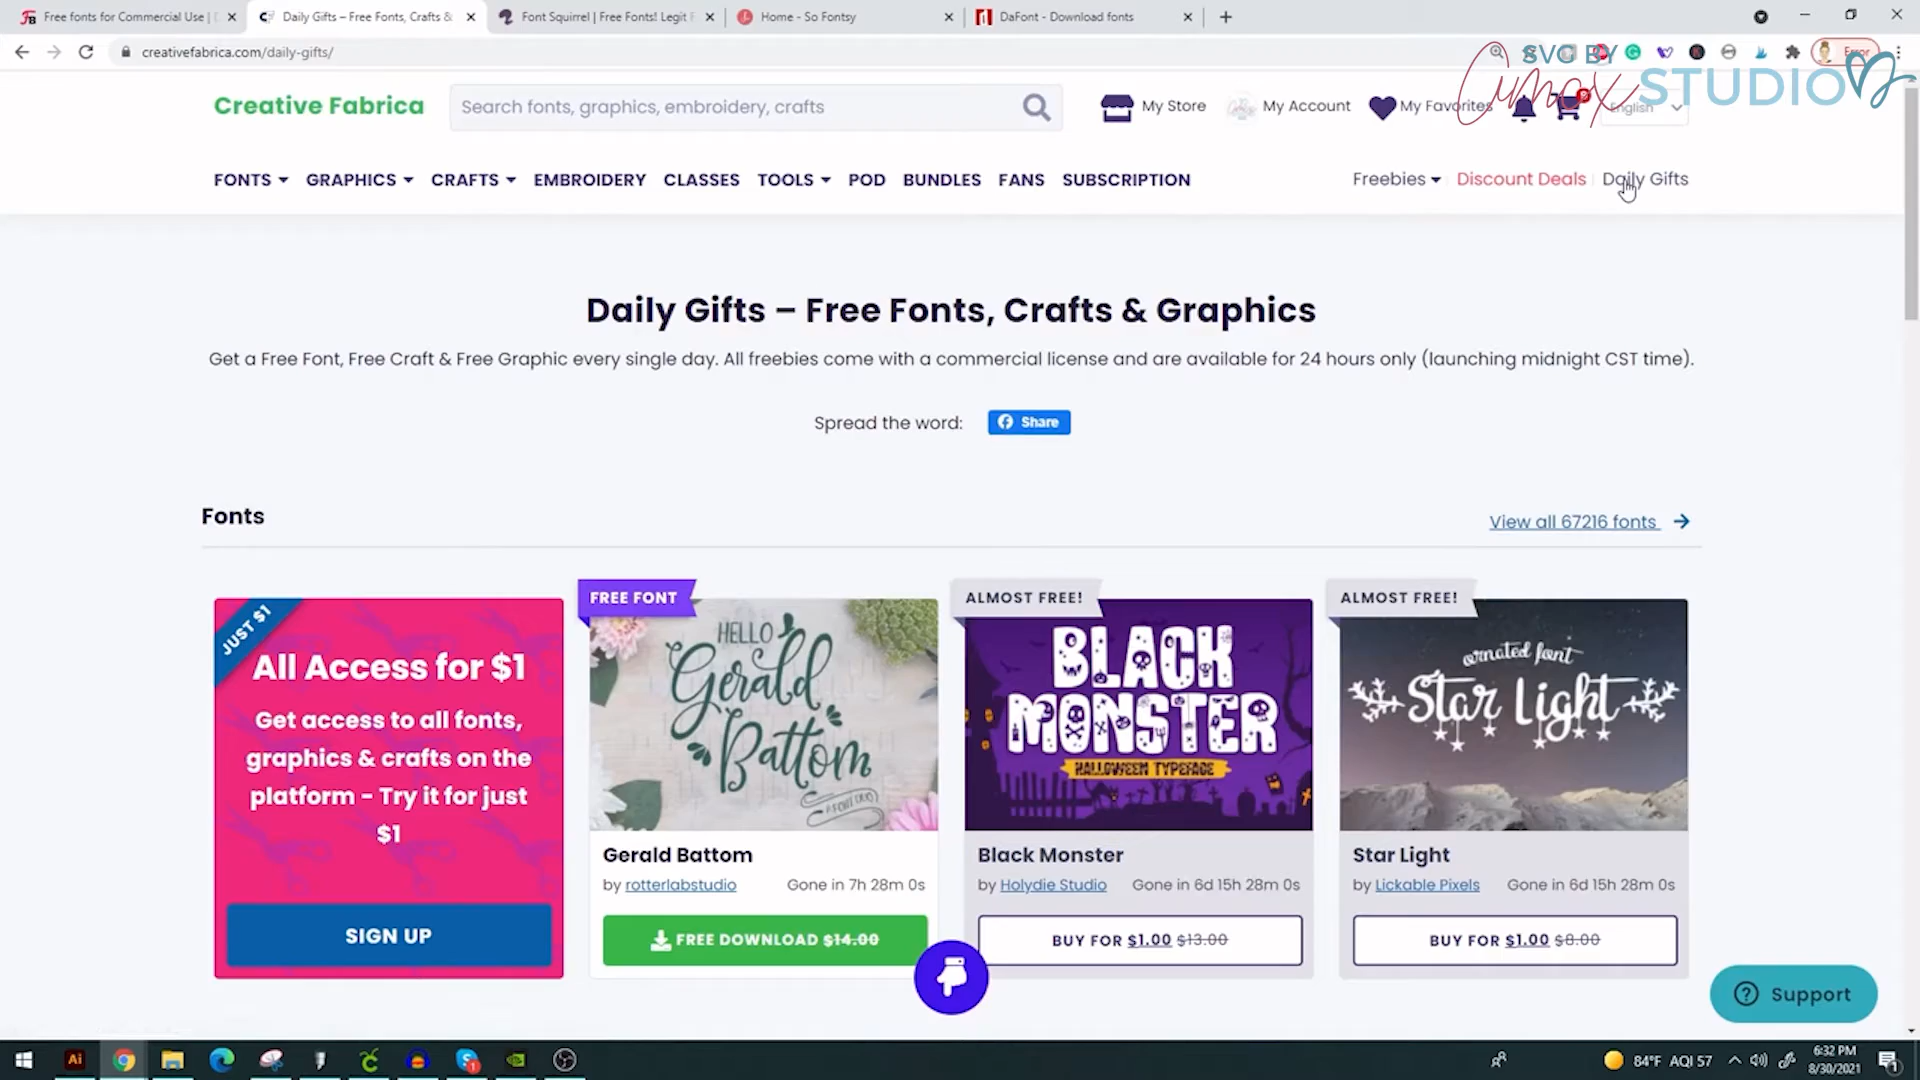 Free fonts for Commercial Use |
Daily Gifts – Free Fonts, Crafts &
Font Squirrel | Free Fonts! Legit F
Home - So Fontsy
DaFont - Download fonts
creativefabrica.com/daily-gifts/
Error
SVG BY
STUDIO
Creative Fabrica
Search fonts, graphics, embroidery, crafts
My Store
My Account
My Favorites
English
FONTS
GRAPHICS
CRAFTS
EMBROIDERY
CLASSES
TOOLS
POD
BUNDLES
FANS
SUBSCRIPTION
Freebies
Discount Deals
Daily Gifts
Daily Gifts – Free Fonts, Crafts & Graphics
Get a Free Font, Free Craft & Free Graphic every single day. All freebies come with a commercial license and are available for 24 hours only (launching midnight CST time).
Spread the word:
Share
Fonts
View all 67216 fonts
JUST $1
All Access for $1
Get access to all fonts,
graphics & crafts on the
platform - Try it for just
$1
SIGN UP
FREE FONT
HELLO
Gerald
Battom
A FONT DUO
Gerald Battom
by rotterlabstudio
Gone in 7h 28m 0s
FREE DOWNLOAD $14.00
ALMOST FREE!
BLACK
MONSTER
HALLOWEEN TYPEFACE
Black Monster
by Holydie Studio
Gone in 6d 15h 28m 0s
BUY FOR $1.00 $13.00
ALMOST FREE!
ornated font
Star Light
Star Light
by Lickable Pixels
Gone in 6d 15h 28m 0s
BUY FOR $1.00 $8.00
Support
Ai
84°F AQI 57
6:32 PM
8/30/2021